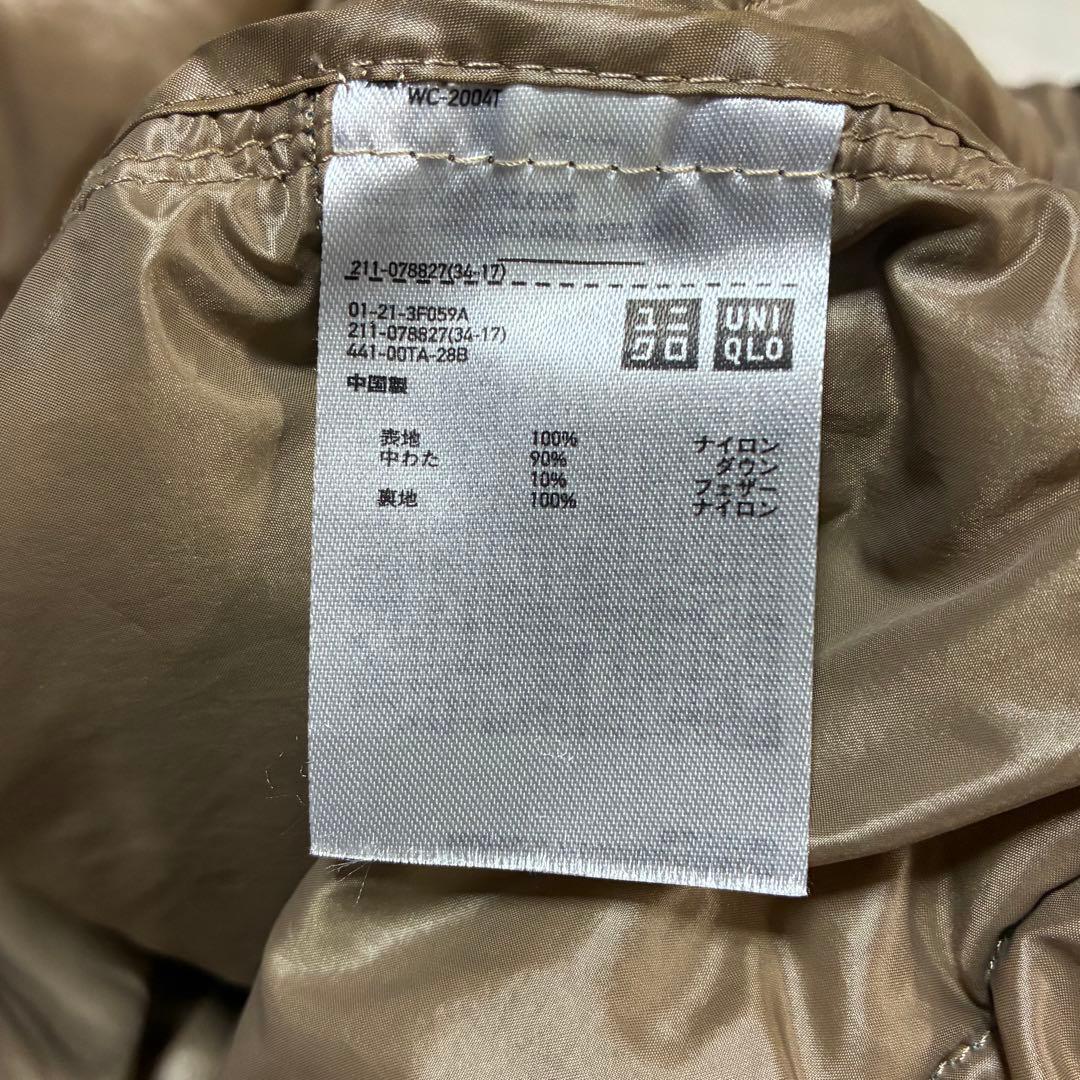 WC-2004T
211-078827(34-17)
01-21-3F059A
211-078827(34-17)
441-00TA-28B
中国製
ユニ
クロ
UNI
QLO
表地 100% ナイロン
中わた 90% ダウン
10% フェザー
裏地 100% ナイロン